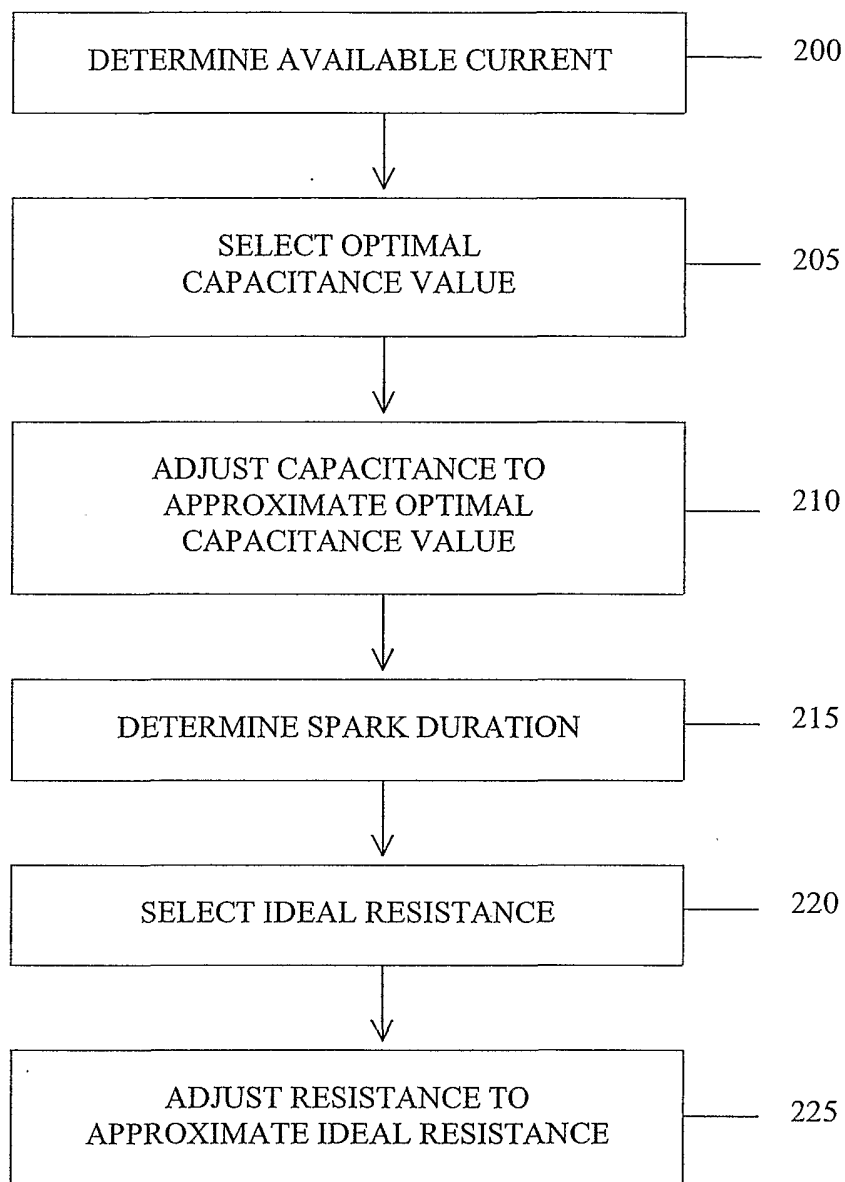 DETERMINE AVAILABLE CURRENT
200
SELECT OPTIMAL
CAPACITANCE VALUE
205
ADJUST CAPACITANCE TO
APPROXIMATE OPTIMAL
CAPACITANCE VALUE
210
DETERMINE SPARK DURATION
215
SELECT IDEAL RESISTANCE
220
ADJUST RESISTANCE TO
APPROXIMATE IDEAL RESISTANCE
225